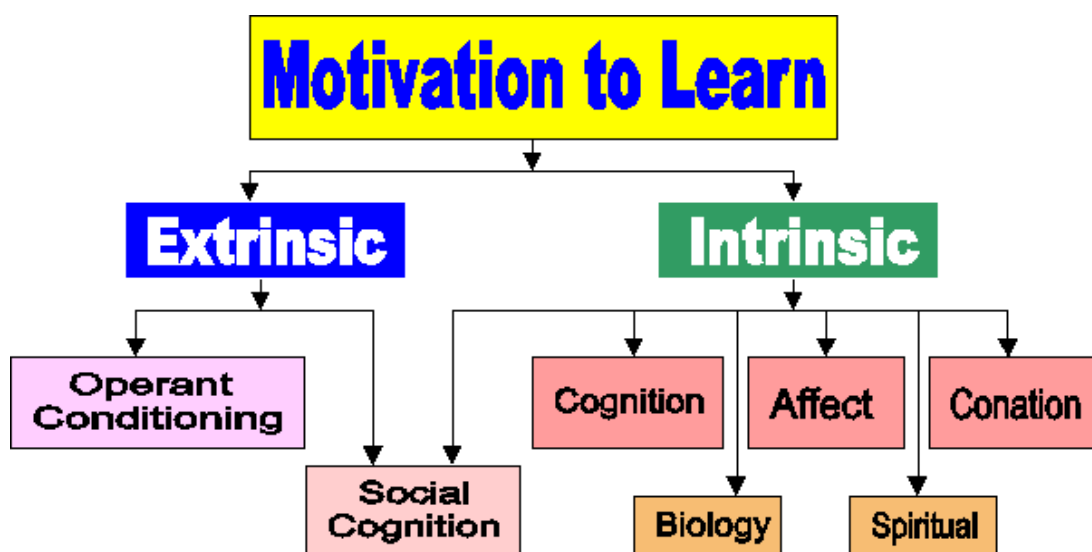 Motivation to Learn
Extrinsic
Intrinsic
Operant
Conditioning
Cognition
Affect
Conation
Social
Cognition
Biology
Spiritual